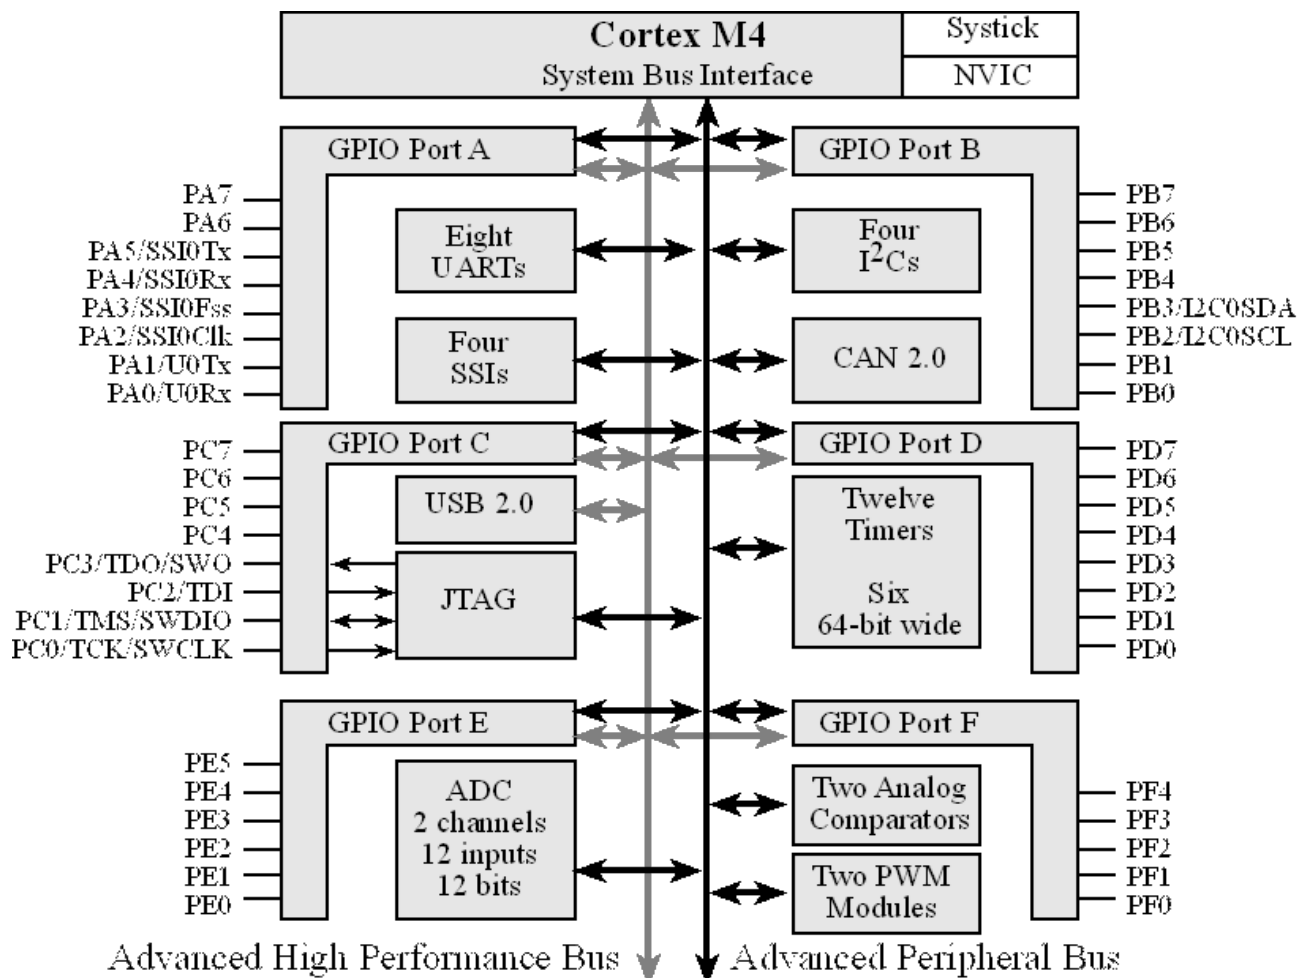 Cortex M4
System Bus Interface
Systick
NVIC
GPIO Port A
PA7
PA6
PA5/SSI0Tx
PA4/SSI0Rx
PA3/SSI0Fss
PA2/SSI0Clk
PA1/U0Tx
PA0/U0Rx
Eight
UARTs
Four
SSIs
GPIO Port B
Four
I²Cs
CAN 2.0
PB7
PB6
PB5
PB4
PB3/I2C0SDA
PB2/I2C0SCL
PB1
PB0
GPIO Port C
PC7
PC6
PC5
PC4
PC3/TDO/SWO
PC2/TDI
PC1/TMS/SWDIO
PC0/TCK/SWCLK
USB 2.0
JTAG
GPIO Port D
Twelve
Timers
Six
64-bit wide
PD7
PD6
PD5
PD4
PD3
PD2
PD1
PD0
GPIO Port E
PE5
PE4
PE3
PE2
PE1
PE0
ADC
2 channels
12 inputs
12 bits
GPIO Port F
Two Analog
Comparators
Two PWM
Modules
PF4
PF3
PF2
PF1
PF0
Advanced High Performance Bus
Advanced Peripheral Bus